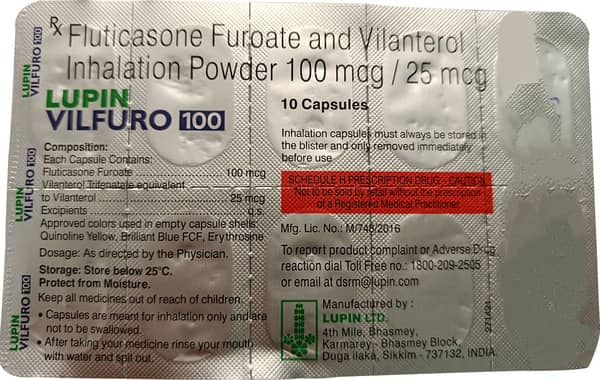 Rx Fluticasone Furoate and Vilanterol
Inhalation Powder 100 mcg / 25 mcg
LUPIN
VILFURO 100
10 Capsules
Inhalation capsules must always be stored in
the blister and only removed immediately
before use
Composition:
Each Capsule Contains:
Fluticasone Furoate ............ 100 mcg
Vilanterol Trifenatate equivalent
to Vilanterol ............ 25 mcg
Excipients ............ q.s.
Approved colors used in empty capsule shells:
Quinoline Yellow, Brilliant Blue FCF, Erythrosine
Dosage: As directed by the Physician.
Storage: Store below 25°C.
Protect from Moisture.
Keep all medicines out of reach of children.
• Capsules are meant for inhalation only and are
not to be swallowed.
• After taking your medicine rinse your mouth
with water and spit out.
SCHEDULE H PRESCRIPTION DRUG - CAUTION
Not to be sold by retail without the prescription
of a Registered Medical Practitioner.
Mfg. Lic. No.: M/748/2016
To report product complaint or Adverse Drug
reaction dial Toll Free no.: 1800-209-2505
or email at dsrm@lupin.com
Manufactured by :
LUPIN LTD.
4th Mile, Bhasmey,
Karmarey - Bhasmey Block,
Duga Ilaka, Sikkim - 737132, INDIA.
LUPIN
VILFURO 100
LUPIN
VILFURO 100
LUPIN
VILFURO 100